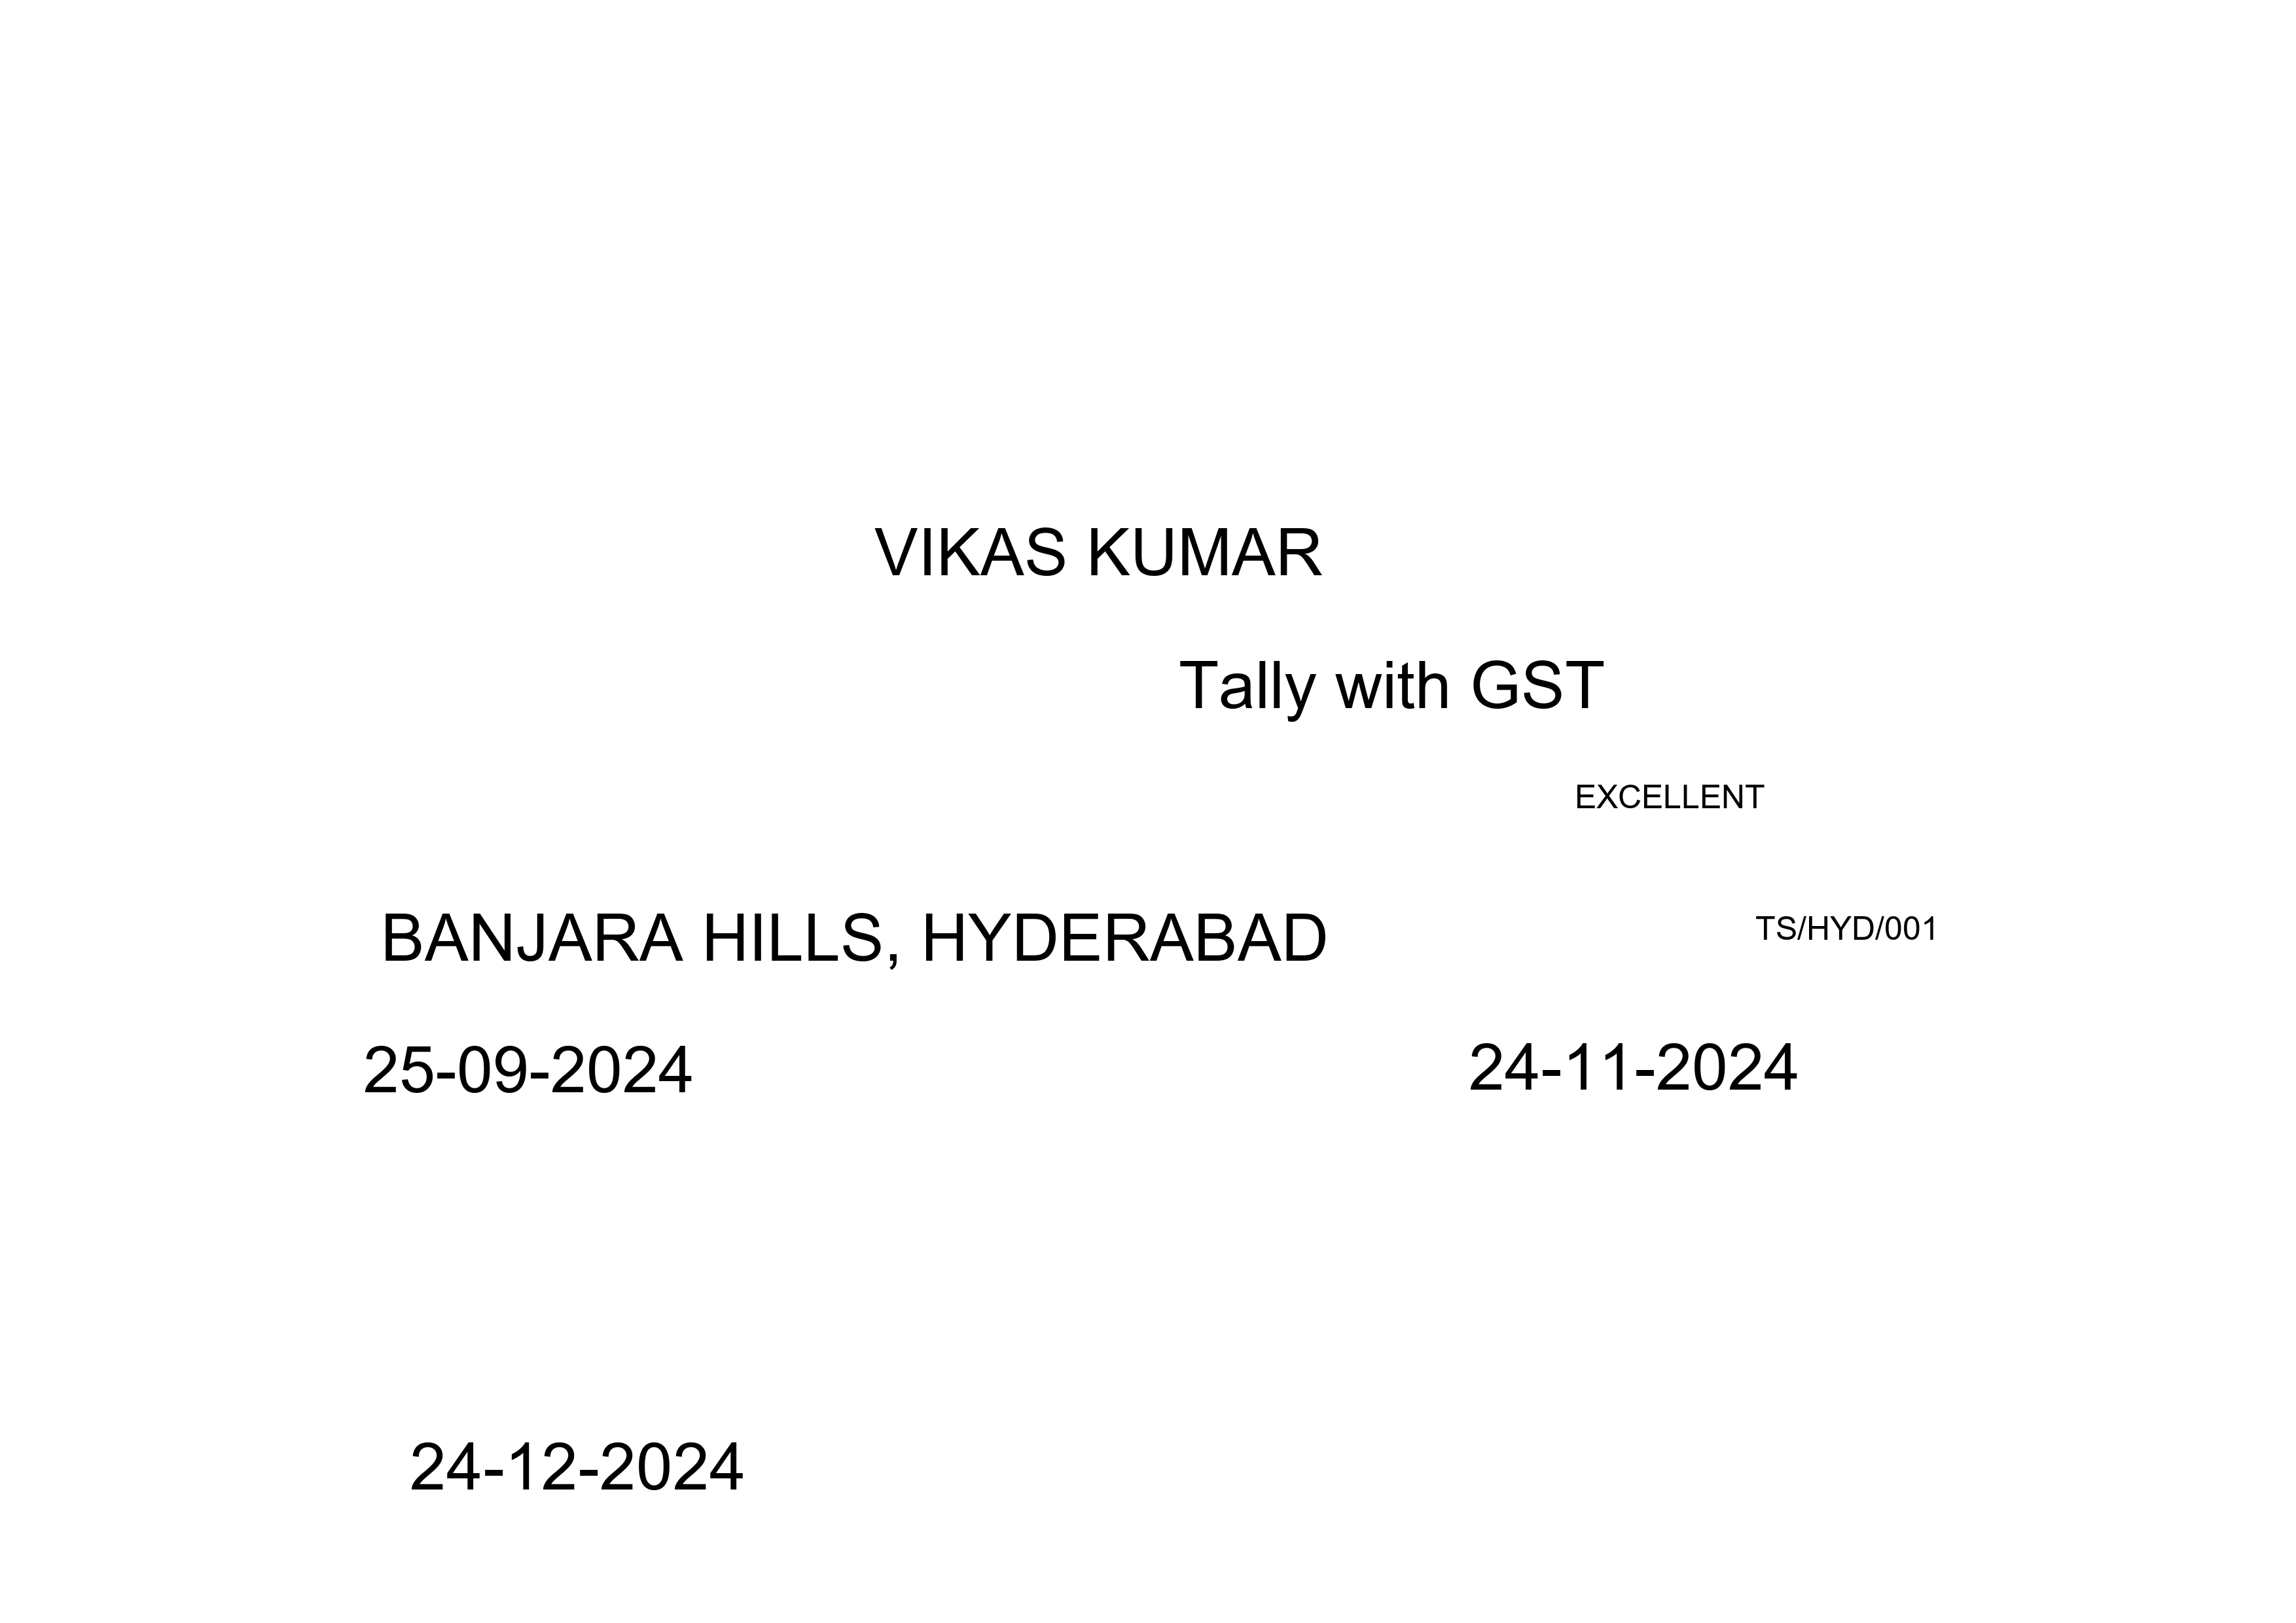 VIKAS KUMAR
Tally with GST
EXCELLENT
BANJARA HILLS, HYDERABAD TS/HYD/001
25-09-2024 24-11-2024
24-12-2024